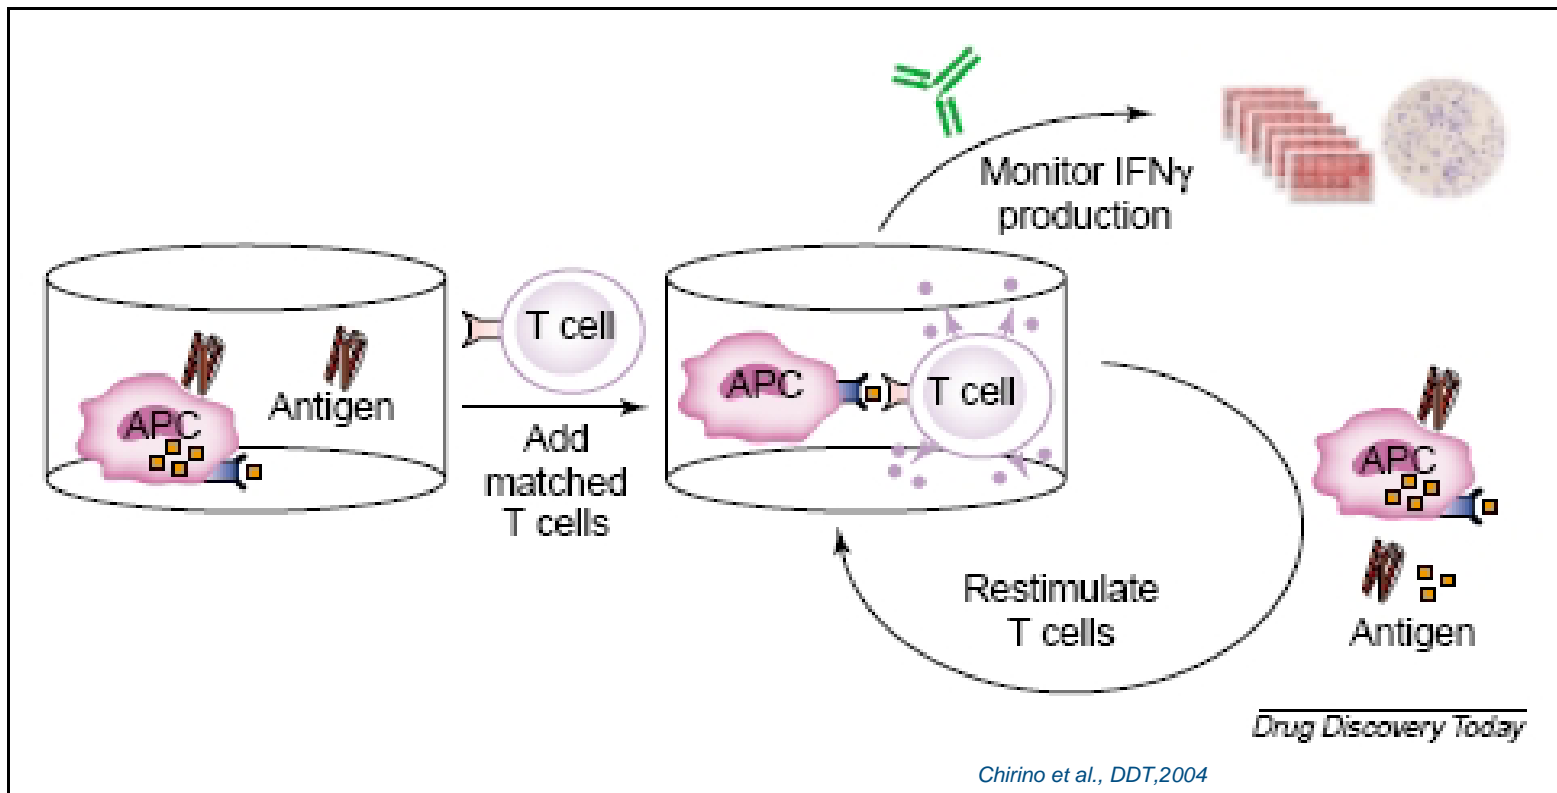 APC
Antigen
T cell
Add
matched
T cells
APC
T cell
Monitor IFNγ
production
Restimulate
T cells
APC
Antigen
Drug Discovery Today
Chirino et al., DDT,2004